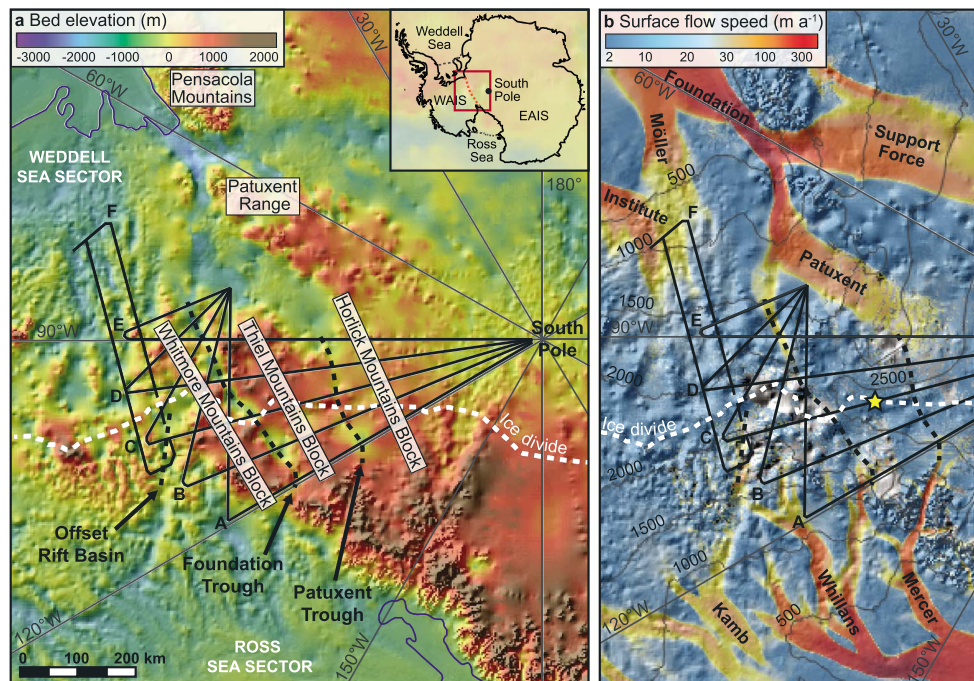 a Bed elevation (m)
-3000 -2000 -1000 0 1000 2000
30°W
60°W
Pensacola
Mountains
Weddell
Sea
WAIS
South
Pole
EAIS
Ross
Sea
WEDDELL
SEA SECTOR
180°
Patuxent
Range
F
E
D
C
B
A
90°W
South
Pole
Whitmore Mountains Block
Thiel Mountains Block
Horlick Mountains Block
Ice divide
Offset
Rift Basin
Foundation
Trough
Patuxent
Trough
120°W
150°W
ROSS
SEA SECTOR
0 100 200 km
b Surface flow speed (m a⁻¹)
2 10 30 100 300
30°W
60°W
Foundation
Möller
Support
Force
500
Institute
F
1000
Patuxent
1500
E
90°W
2000
2500
D
Ice divide
C
2000
B
A
1500
1000
Kamb
500
Whillans
Mercer
120°W
150°W